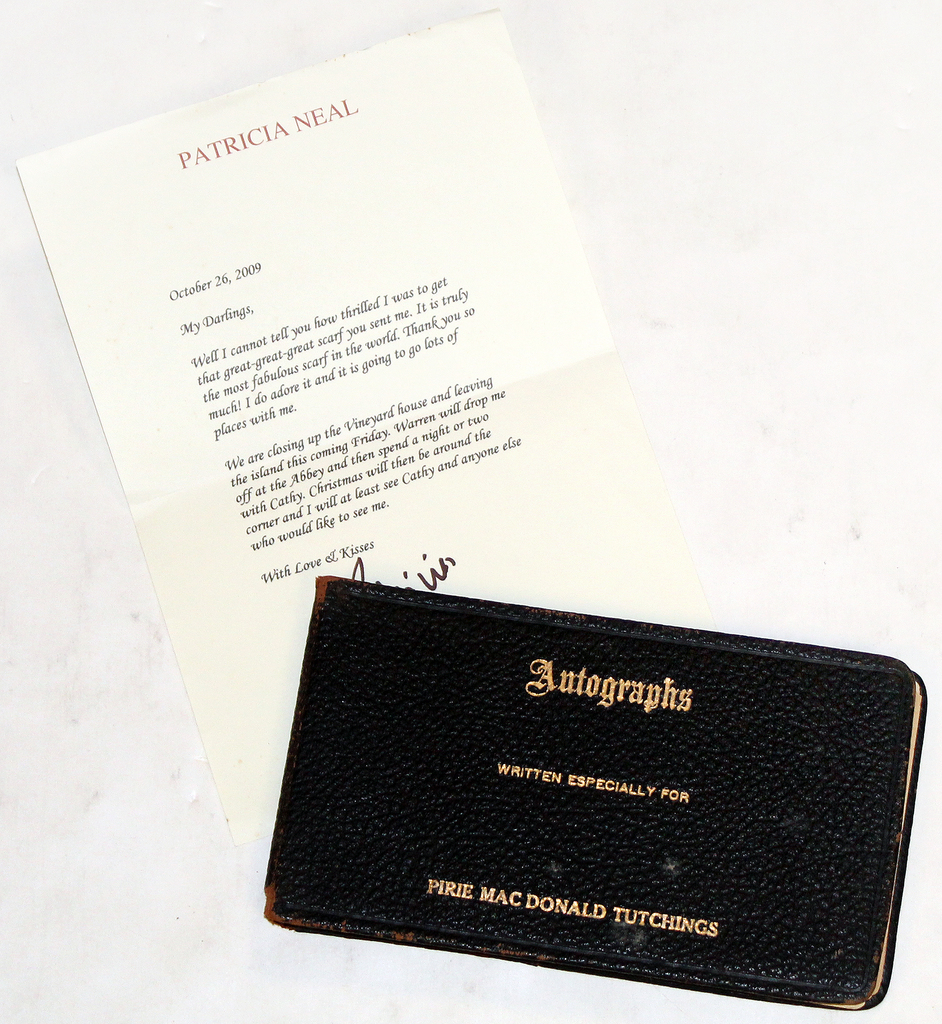 PATRICIA NEAL
October 26, 2009
My Darlings,
Well I cannot tell you how thrilled I was to get
that great-great-great scarf you sent me. It is truly
the most fabulous scarf in the world. Thank you so
much! I do adore it and it is going to go lots of
places with me.
We are closing up the Vineyard house and leaving
the island this coming Friday. Warren will drop me
off at the Abbey and then spend a night or two
with Cathy. Christmas will then be around the
corner and I will at least see Cathy and anyone else
who would like to see me.
With Love & Kisses
Autographs
WRITTEN ESPECIALLY FOR
PIRIE MAC DONALD TUTCHINGS